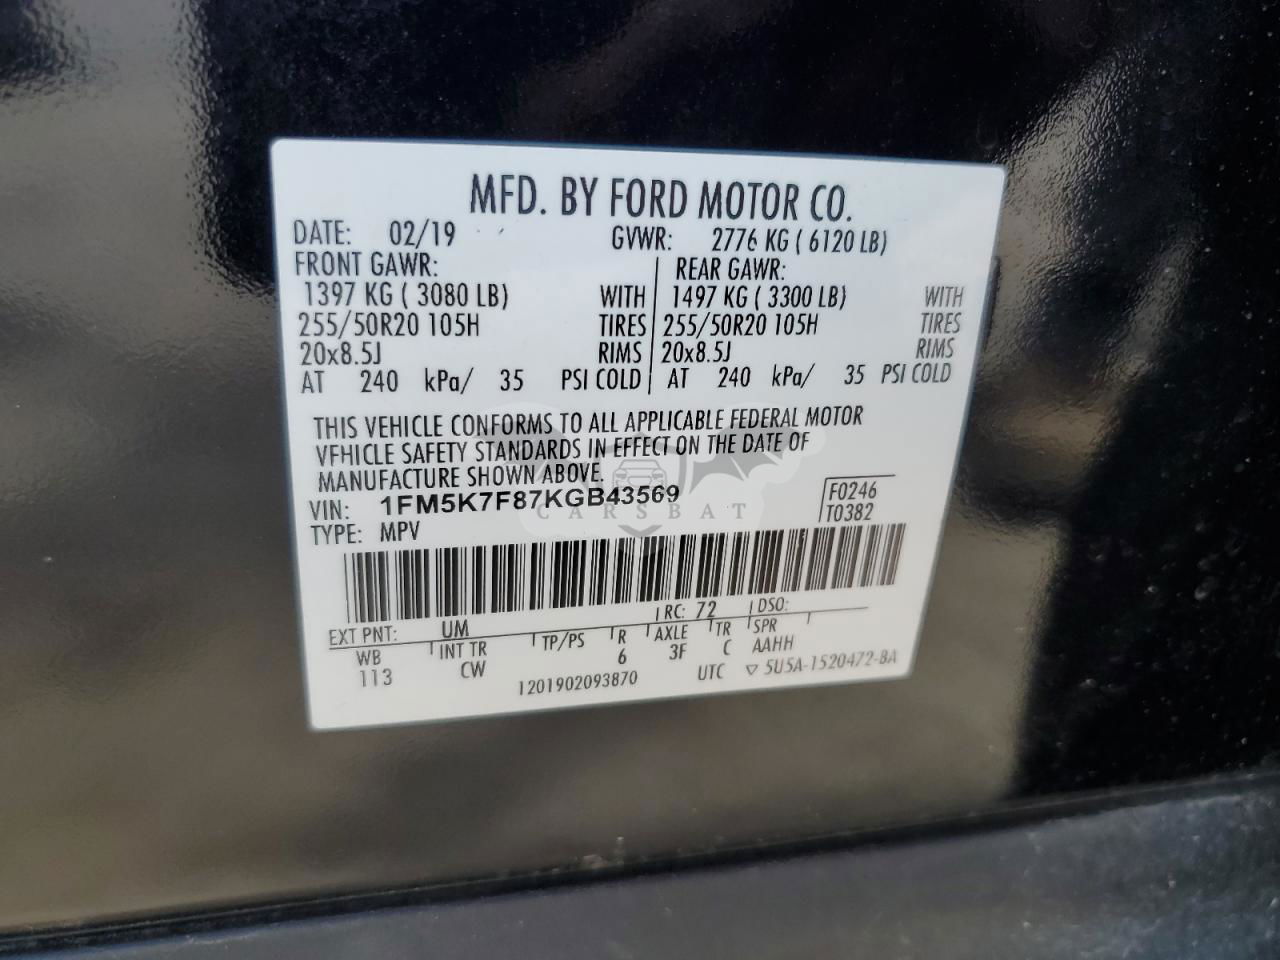 MFD. BY FORD MOTOR CO.
DATE: 02/19 GVWR: 2776 KG ( 6120 LB)
FRONT GAWR: REAR GAWR:
1397 KG ( 3080 LB) WITH 1497 KG ( 3300 LB) WITH
255/50R20 105H TIRES 255/50R20 105H TIRES
20x8.5J RIMS 20x8.5J RIMS
AT 240 kPa/ 35 PSI COLD AT 240 kPa/ 35 PSI COLD
THIS VEHICLE CONFORMS TO ALL APPLICABLE FEDERAL MOTOR
VEHICLE SAFETY STANDARDS IN EFFECT ON THE DATE OF
MANUFACTURE SHOWN ABOVE.
VIN: 1FM5K7F87KGB43569 F0246
TYPE: MPV T0382
CARSBAT
EXT PNT: UM RC: 72 DSO:
WB INT TR TP/PS R AXLE TR SPR
113 CW 6 3F C AAHH
1201902093870 UTC ▽ 5U5A-1520472-BA